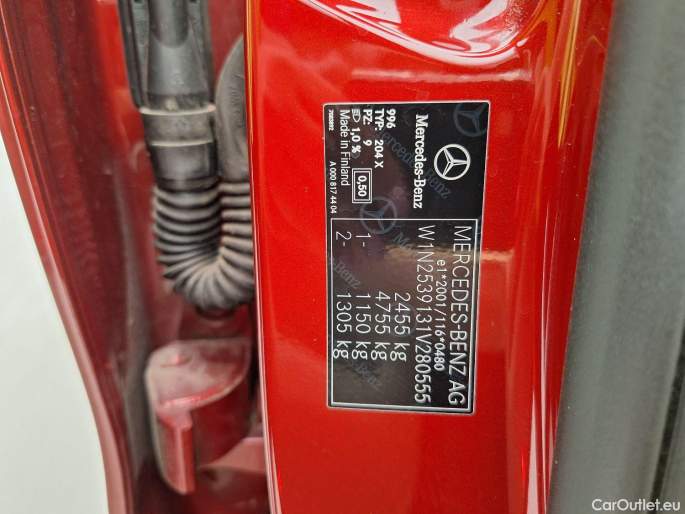 Mercedes-Benz
MERCEDES-BENZ AG
e1*2001/116*0480
W1N2539131V280555
2455 kg
4755 kg
1- 1150 kg
2- 1305 kg
996
TYP: 204 X
PZ: 9
1,0 % 0,50
Made in Finland
A 000 817 44 04
CarOutlet.eu